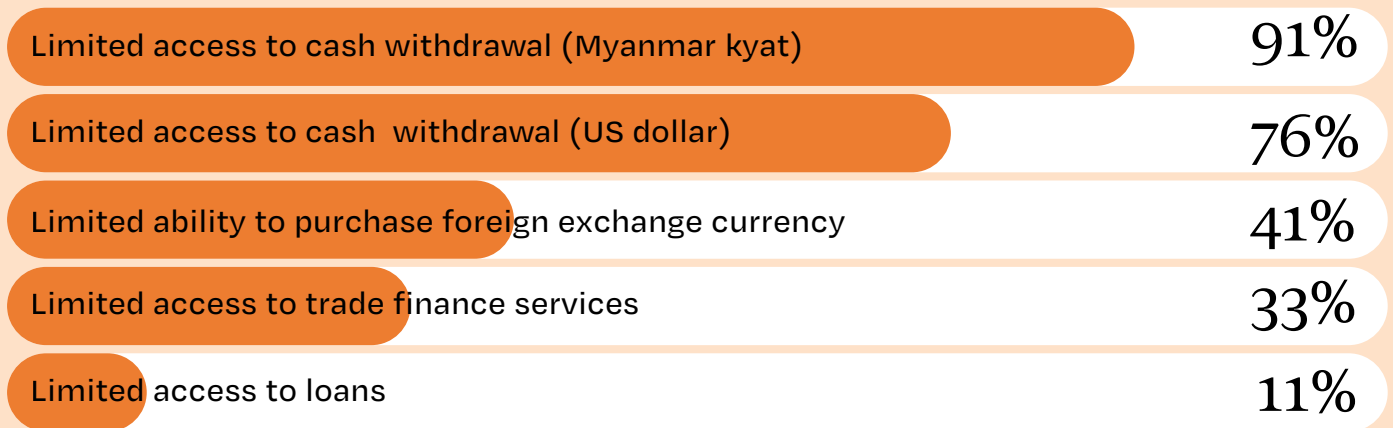 Limited access to cash withdrawal (Myanmar kyat) 91%
Limited access to cash  withdrawal (US dollar) 76%
Limited ability to purchase foreign exchange currency 41%
Limited access to trade finance services 33%
Limited access to loans 11%